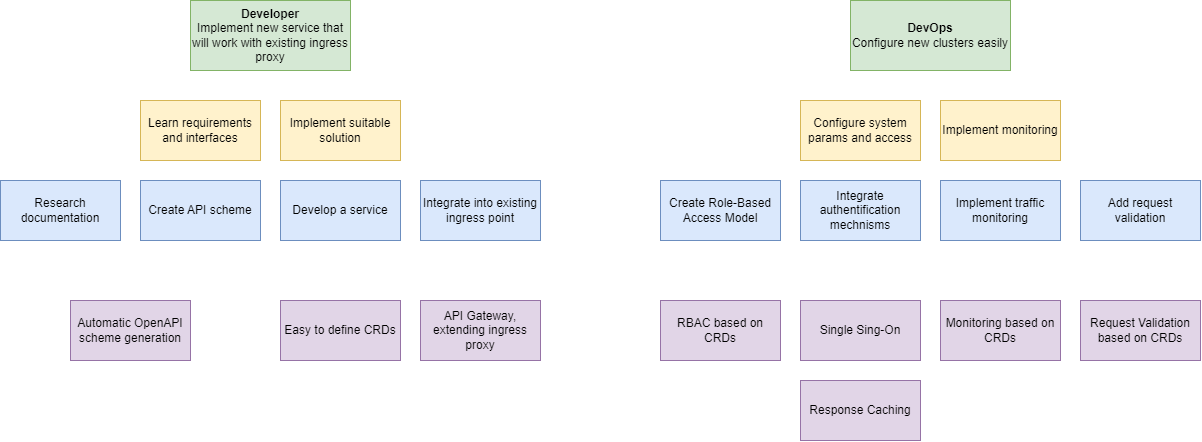 Developer
Implement new service that
will work with existing ingress
proxy
DevOps
Configure new clusters easily
Learn requirements
and interfaces
Implement suitable
solution
Configure system
params and access
Implement monitoring
Research
documentation
Create API scheme
Develop a service
Integrate into existing
ingress point
Create Role-Based
Access Model
Integrate
authentification
mechnisms
Implement traffic
monitoring
Add request
validation
Automatic OpenAPI
scheme generation
Easy to define CRDs
API Gateway,
extending ingress
proxy
RBAC based on
CRDs
Single Sing-On
Monitoring based on
CRDs
Request Validation
based on CRDs
Response Caching